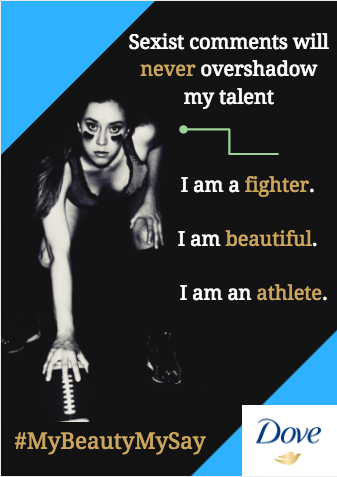 Sexist comments will
never overshadow
my talent
I am a fighter.
I am beautiful.
I am an athlete.
#MyBeautyMySay
Dove